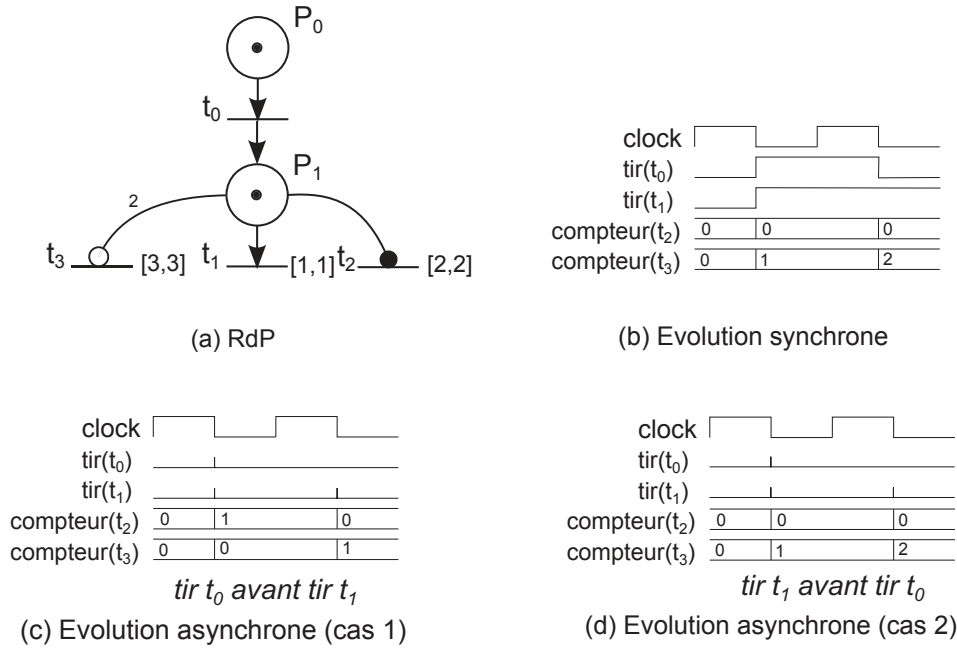 P0
t0
P1
2
t3
[3,3]
t1
[1,1]
t2
[2,2]
(a) RdP
clock
tir(t0)
tir(t1)
compteur(t2) 0 0 0
compteur(t3) 0 1 2
(b) Evolution synchrone
clock
tir(t0)
tir(t1)
compteur(t2) 0 1 0
compteur(t3) 0 0 1
tir t0 avant tir t1
(c) Evolution asynchrone (cas 1)
clock
tir(t0)
tir(t1)
compteur(t2) 0 0 0
compteur(t3) 0 1 2
tir t1 avant tir t0
(d) Evolution asynchrone (cas 2)